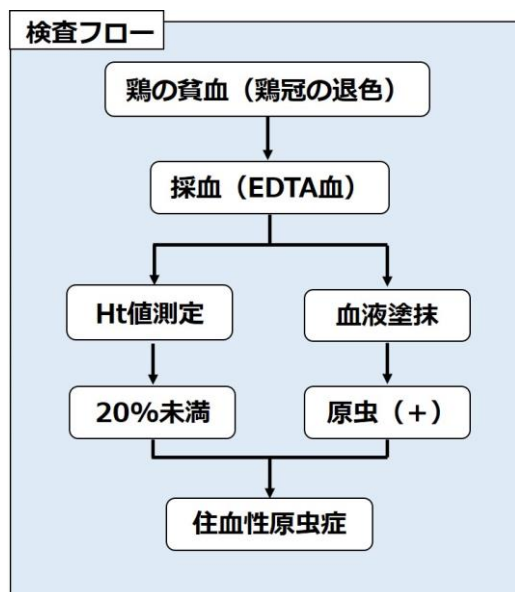 検査フロー
鶏の貧血（鶏冠の退色）
採血（EDTA血）
Ht値測定
血液塗抹
20％未満
原虫（+）
住血性原虫症